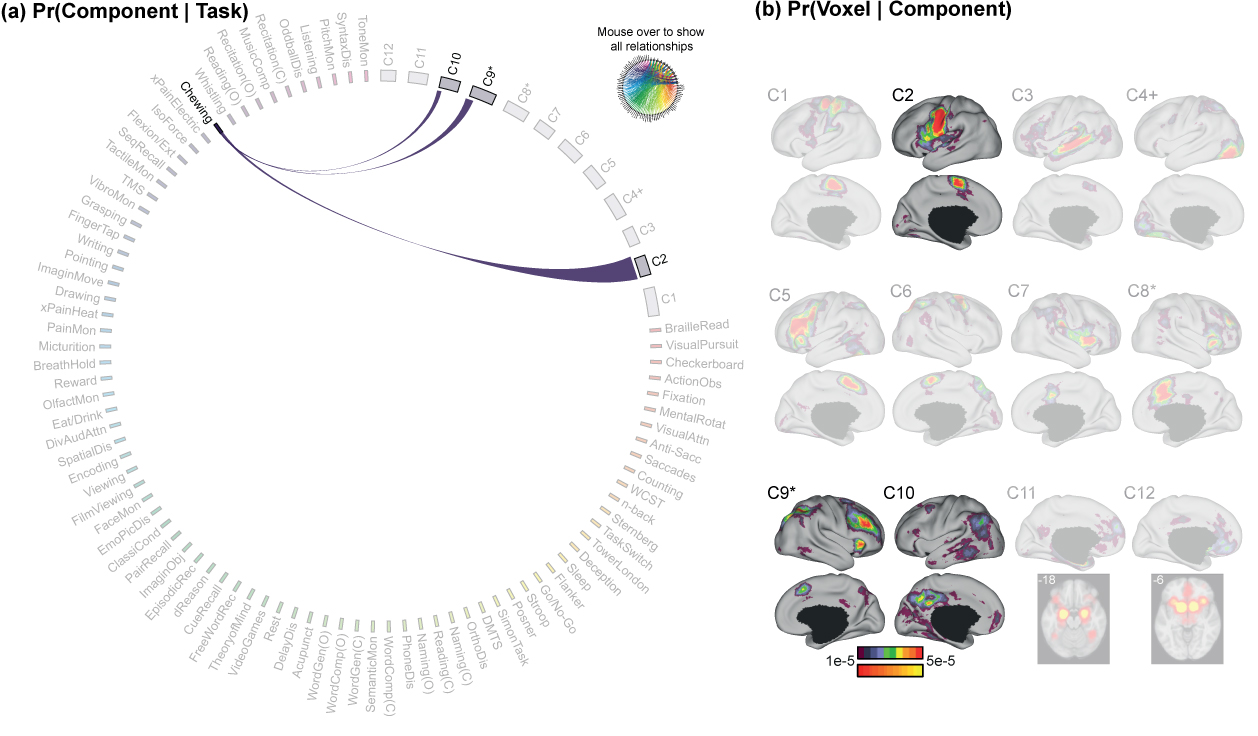 (a) Pr(Component | Task)
(b) Pr(Voxel | Component)
Mouse over to show
all relationships
C12
C11
C10
C9*
C8*
C7
C6
C5
C4+
C3
C2
C1
BrailleRead
VisualPursuit
Checkerboard
ActionObs
Fixation
MentalRotat
VisualAttn
Anti-Sacc
Saccades
Counting
WCST
n-back
Sternberg
TaskSwitch
TowerLondon
Deception
Sleep
Flanker
Go/No-Go
Stroop
Posner
SimonTask
DMTS
OrthoDis
Naming(C)
Reading(C)
Naming(O)
PhoneDis
WordComp(C)
SemanticMon
WordGen(C)
WordComp(O)
WordGen(O)
Acupunct
DelayDis
Rest
VideoGames
TheoryofMind
FreeWordRec
CueRecall
dReason
EpisodicRec
ImaginObj
PairRecall
ClassiCond
EmoPicDis
FaceMon
FilmViewing
Viewing
Encoding
SpatialDis
DivAudAttn
Eat/Drink
OlfactMon
Reward
BreathHold
Micturition
PainMon
xPainHeat
Drawing
ImaginMove
Pointing
Writing
FingerTap
Grasping
VibroMon
TMS
TactileMon
SeqRecall
Flexion/Ext
IsoForce
xPainElectric
Chewing
Whistling
Reading(O)
Recitation(O)
MusicComp
Recitation(C)
OddballDis
Listening
PitchMon
SyntaxDis
ToneMon
C1
C2
C3
C4+
C5
C6
C7
C8*
C9*
C10
C11
C12
-18
-6
1e-5
5e-5